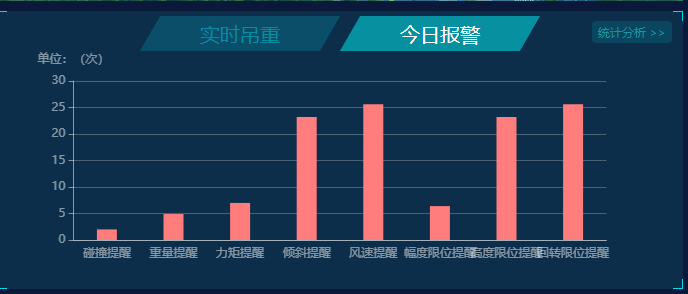 实时吊重
今日报警
统计分析 >>
单位： (次)
30
25
20
15
10
5
0
碰撞提醒
重量提醒
力矩提醒
倾斜提醒
风速提醒
幅度限位提醒
高度限位提醒
回转限位提醒